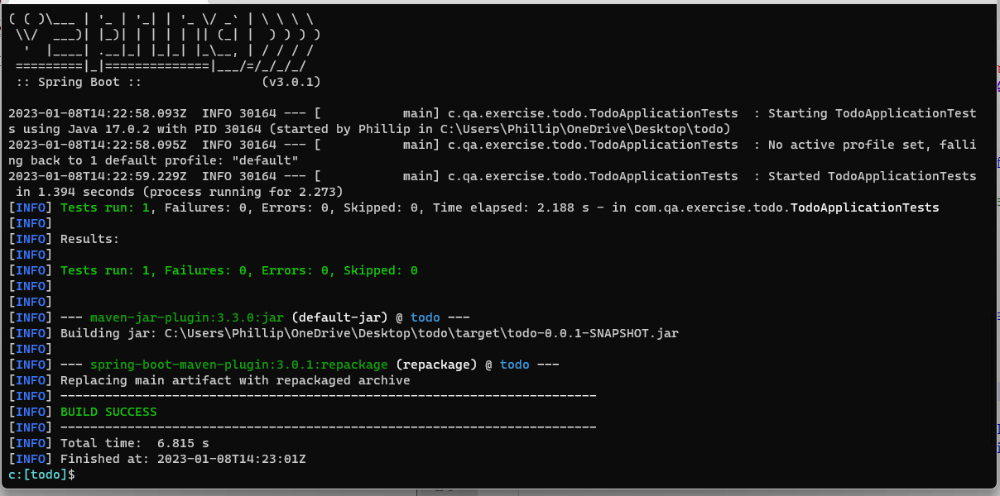 ( ( )\___ | '_ | '_| | '_ \/ _` | \ \ \ \
 \\/  ___)| |_)| | | | | || (_| |  ) ) ) )
  '  |____| .__|_| |_|_| |_\__, | / / / /
 =========|_|==============|___/=/_/_/_/
 :: Spring Boot ::                (v3.0.1)
2023-01-08T14:22:58.093Z  INFO 30164 --- [           main] c.qa.exercise.todo.TodoApplicationTests  : Starting TodoApplicationTest
s using Java 17.0.2 with PID 30164 (started by Phillip in C:\Users\Phillip\OneDrive\Desktop\todo)
2023-01-08T14:22:58.095Z  INFO 30164 --- [           main] c.qa.exercise.todo.TodoApplicationTests  : No active profile set, falli
ng back to 1 default profile: "default"
2023-01-08T14:22:59.229Z  INFO 30164 --- [           main] c.qa.exercise.todo.TodoApplicationTests  : Started TodoApplicationTests
 in 1.394 seconds (process running for 2.273)
[INFO] Tests run: 1, Failures: 0, Errors: 0, Skipped: 0, Time elapsed: 2.188 s - in com.qa.exercise.todo.TodoApplicationTests
[INFO]
[INFO] Results:
[INFO]
[INFO] Tests run: 1, Failures: 0, Errors: 0, Skipped: 0
[INFO]
[INFO]
[INFO] --- maven-jar-plugin:3.3.0:jar (default-jar) @ todo ---
[INFO] Building jar: C:\Users\Phillip\OneDrive\Desktop\todo\target\todo-0.0.1-SNAPSHOT.jar
[INFO]
[INFO] --- spring-boot-maven-plugin:3.0.1:repackage (repackage) @ todo ---
[INFO] Replacing main artifact with repackaged archive
[INFO] ------------------------------------------------------------------------
[INFO] BUILD SUCCESS
[INFO] ------------------------------------------------------------------------
[INFO] Total time:  6.815 s
[INFO] Finished at: 2023-01-08T14:23:01Z
c:[todo]$